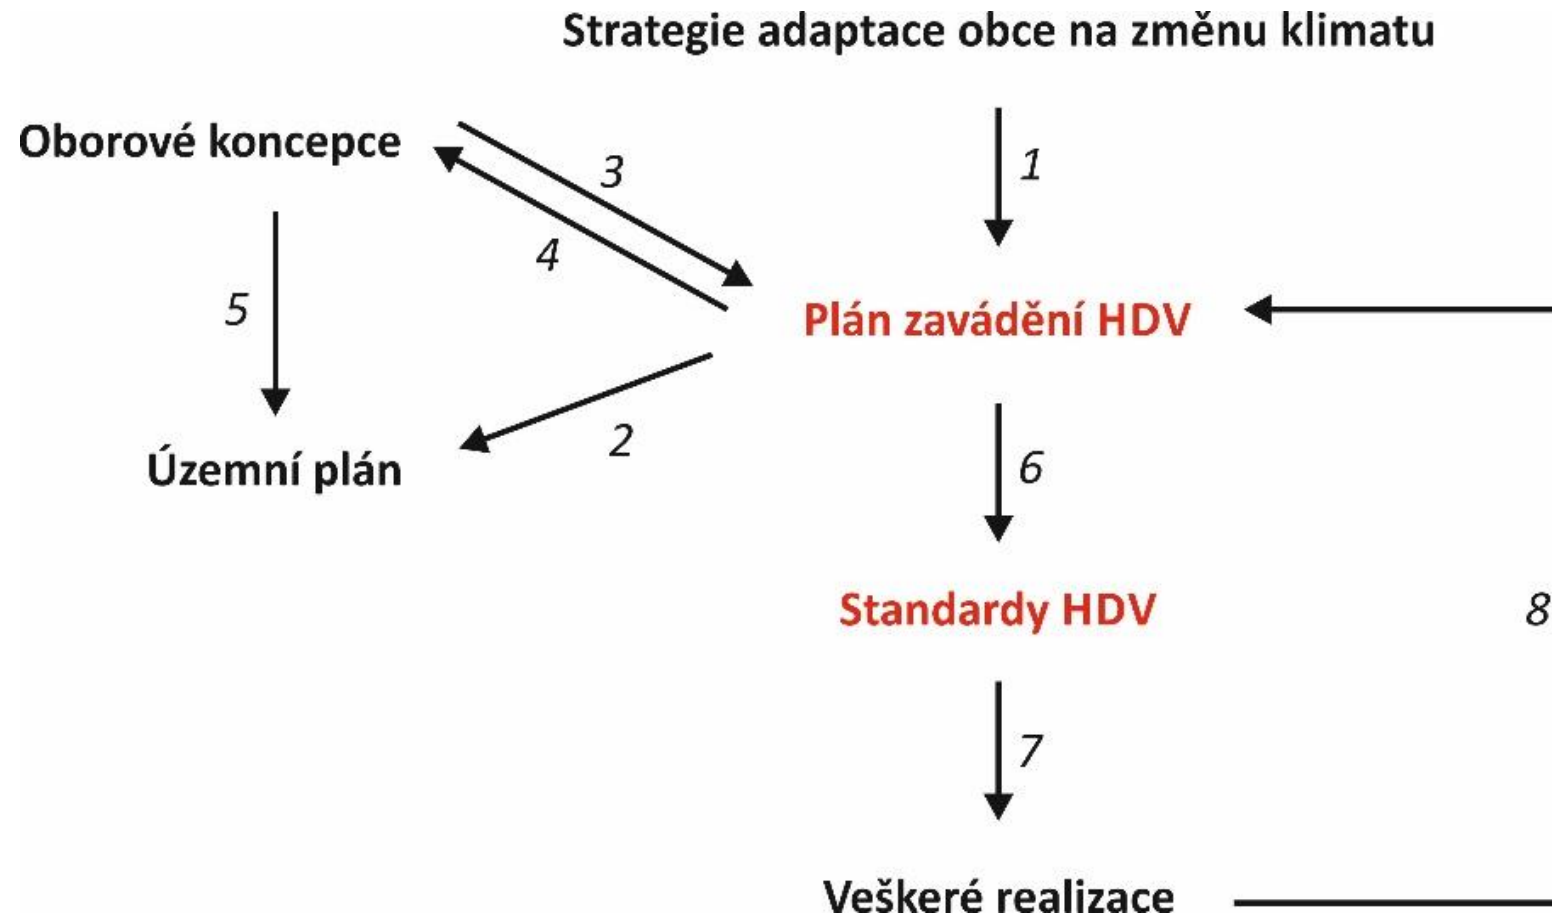 Strategie adaptace obce na změnu klimatu
Oborové koncepce
3
1
4
5
Plán zavádění HDV
2
Územní plán
6
Standardy HDV
8
7
Veškeré realizace